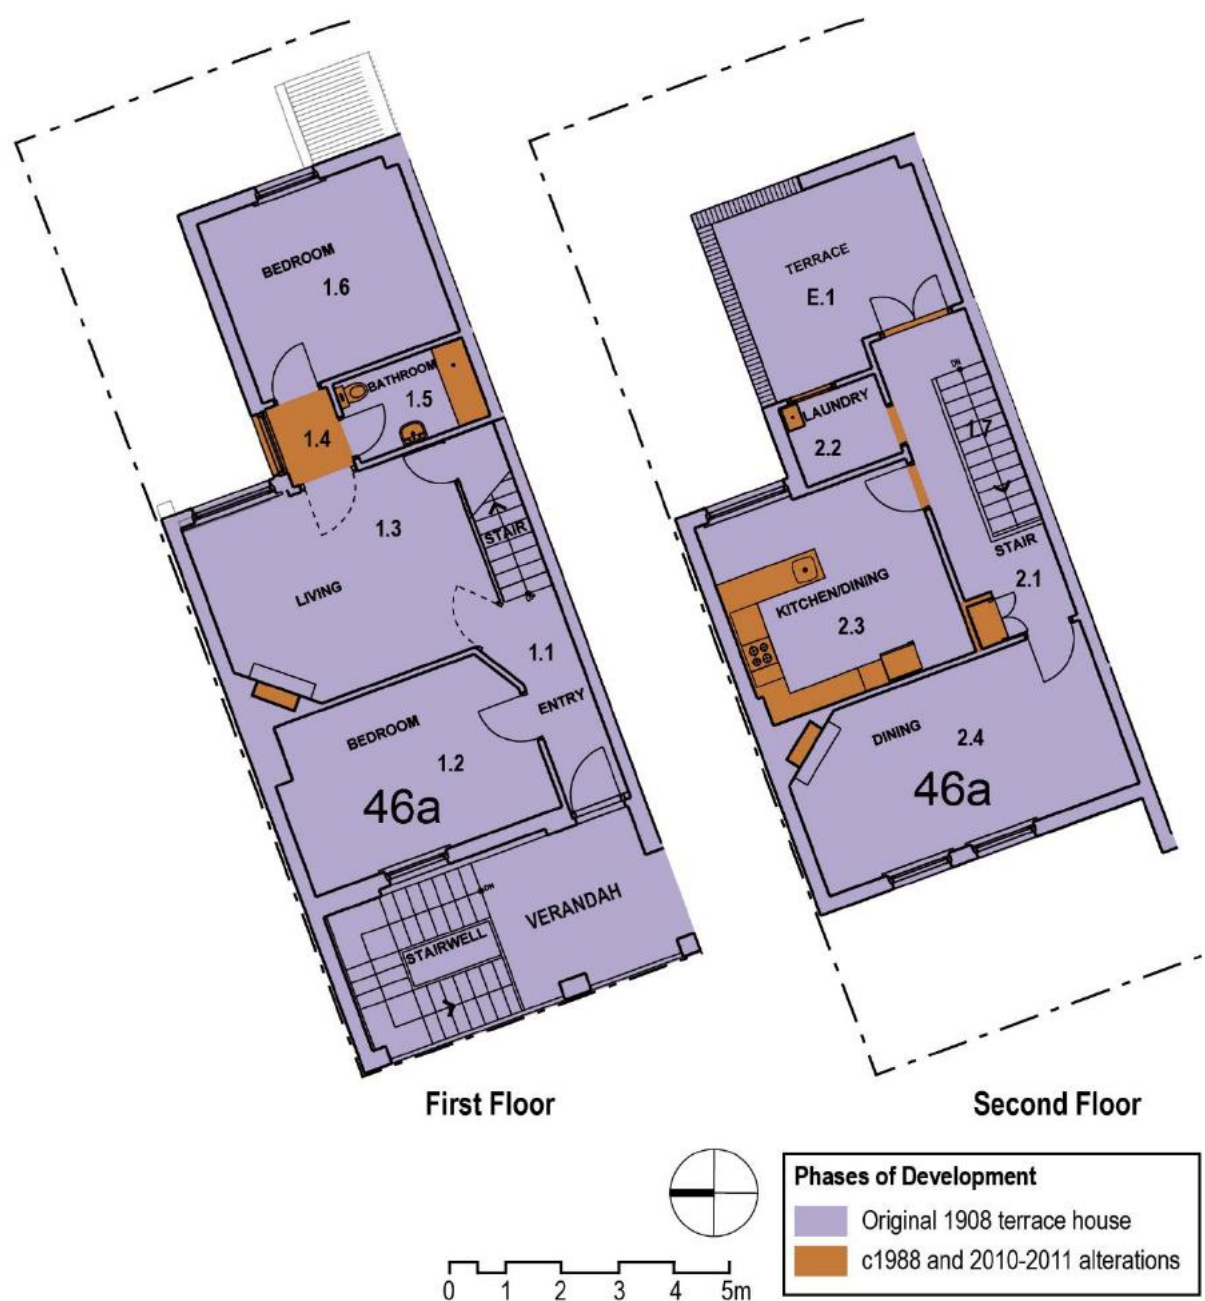 BEDROOM
1.6
BATHROOM
1.5
1.4
1.3
STAIR
LIVING
1.1
ENTRY
BEDROOM
1.2
46a
DN
VERANDAH
STAIRWELL
First Floor
TERRACE
E.1
DN
LAUNDRY
2.2
1.7
STAIR
2.1
KITCHEN/DINING
2.3
DINING
2.4
46a
Second Floor
Phases of Development
Original 1908 terrace house
c1988 and 2010-2011 alterations
0 1 2 3 4 5m